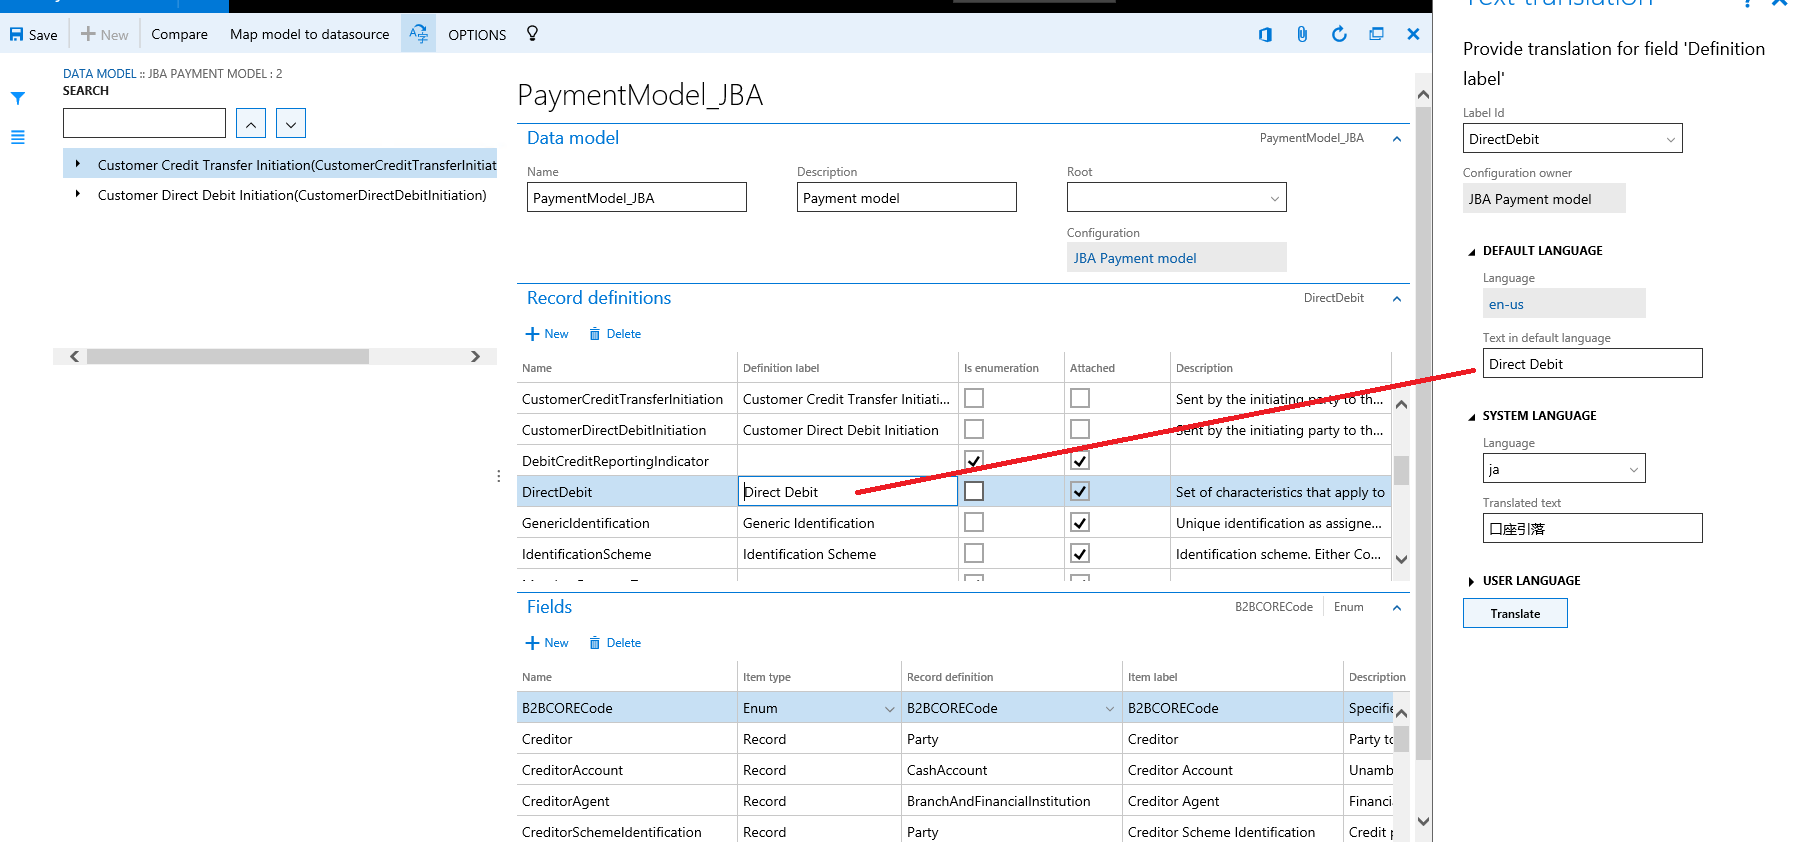 Save
New
Compare
Map model to datasource
OPTIONS
DATA MODEL :: JBA PAYMENT MODEL : 2
SEARCH
Customer Credit Transfer Initiation(CustomerCreditTransferInitiat
Customer Direct Debit Initiation(CustomerDirectDebitInitiation)
PaymentModel_JBA
Data model
PaymentModel_JBA
Name
Description
Root
PaymentModel_JBA
Payment model
Configuration
JBA Payment model
Record definitions
DirectDebit
New
Delete
Name
Definition label
Is enumeration
Attached
Description
CustomerCreditTransferInitiation
Customer Credit Transfer Initiati...
Sent by the initiating party to th...
CustomerDirectDebitInitiation
Customer Direct Debit Initiation
Sent by the initiating party to th...
DebitCreditReportingIndicator
DirectDebit
Direct Debit
Set of characteristics that apply to
GenericIdentification
Generic Identification
Unique identification as assigne...
IdentificationScheme
Identification Scheme
Identification scheme. Either Co...
Fields
B2BCORECode
Enum
New
Delete
Name
Item type
Record definition
Item label
Description
B2BCORECode
Enum
B2BCORECode
B2BCORECode
Specifie
Creditor
Record
Party
Creditor
Party to
CreditorAccount
Record
CashAccount
Creditor Account
Unamb
CreditorAgent
Record
BranchAndFinancialInstitution
Creditor Agent
Financi
CreditorSchemeIdentification
Record
Party
Creditor Scheme Identification
Credit p
Text translation
Provide translation for field 'Definition
label'
Label Id
DirectDebit
Configuration owner
JBA Payment model
DEFAULT LANGUAGE
Language
en-us
Text in default language
Direct Debit
SYSTEM LANGUAGE
Language
ja
Translated text
口座引落
USER LANGUAGE
Translate